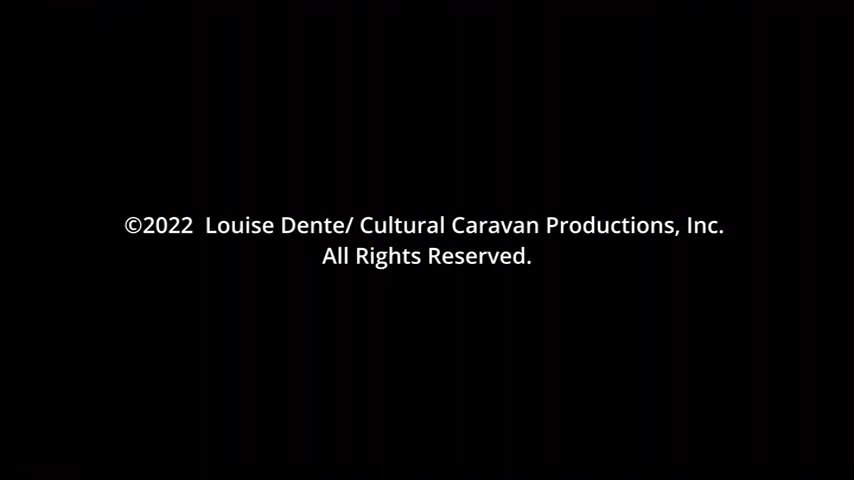 ©2022  Louise Dente/ Cultural Caravan Productions, Inc.
All Rights Reserved.